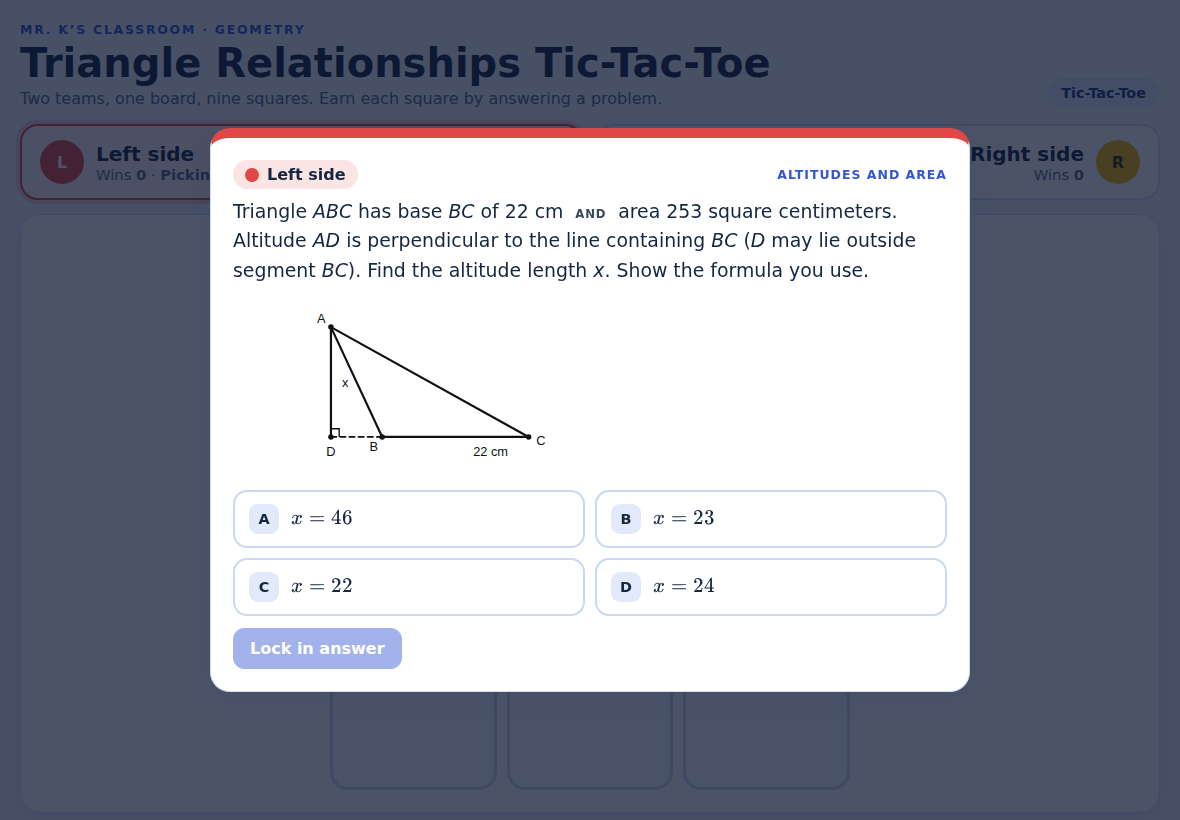 MR. K’S CLASSROOM · GEOMETRY
Triangle Relationships Tic-Tac-Toe
Two teams, one board, nine squares. Earn each square by answering a problem.
Tic-Tac-Toe
L
Left side
Wins 0 · Pickin
Right side
Wins 0
R
Left side
ALTITUDES AND AREA
Triangle ABC has base BC of 22 cm AND area 253 square centimeters.
Altitude AD is perpendicular to the line containing BC (D may lie outside
segment BC). Find the altitude length x. Show the formula you use.
A
x
D
B
22 cm
C
A x = 46
B x = 23
C x = 22
D x = 24
Lock in answer